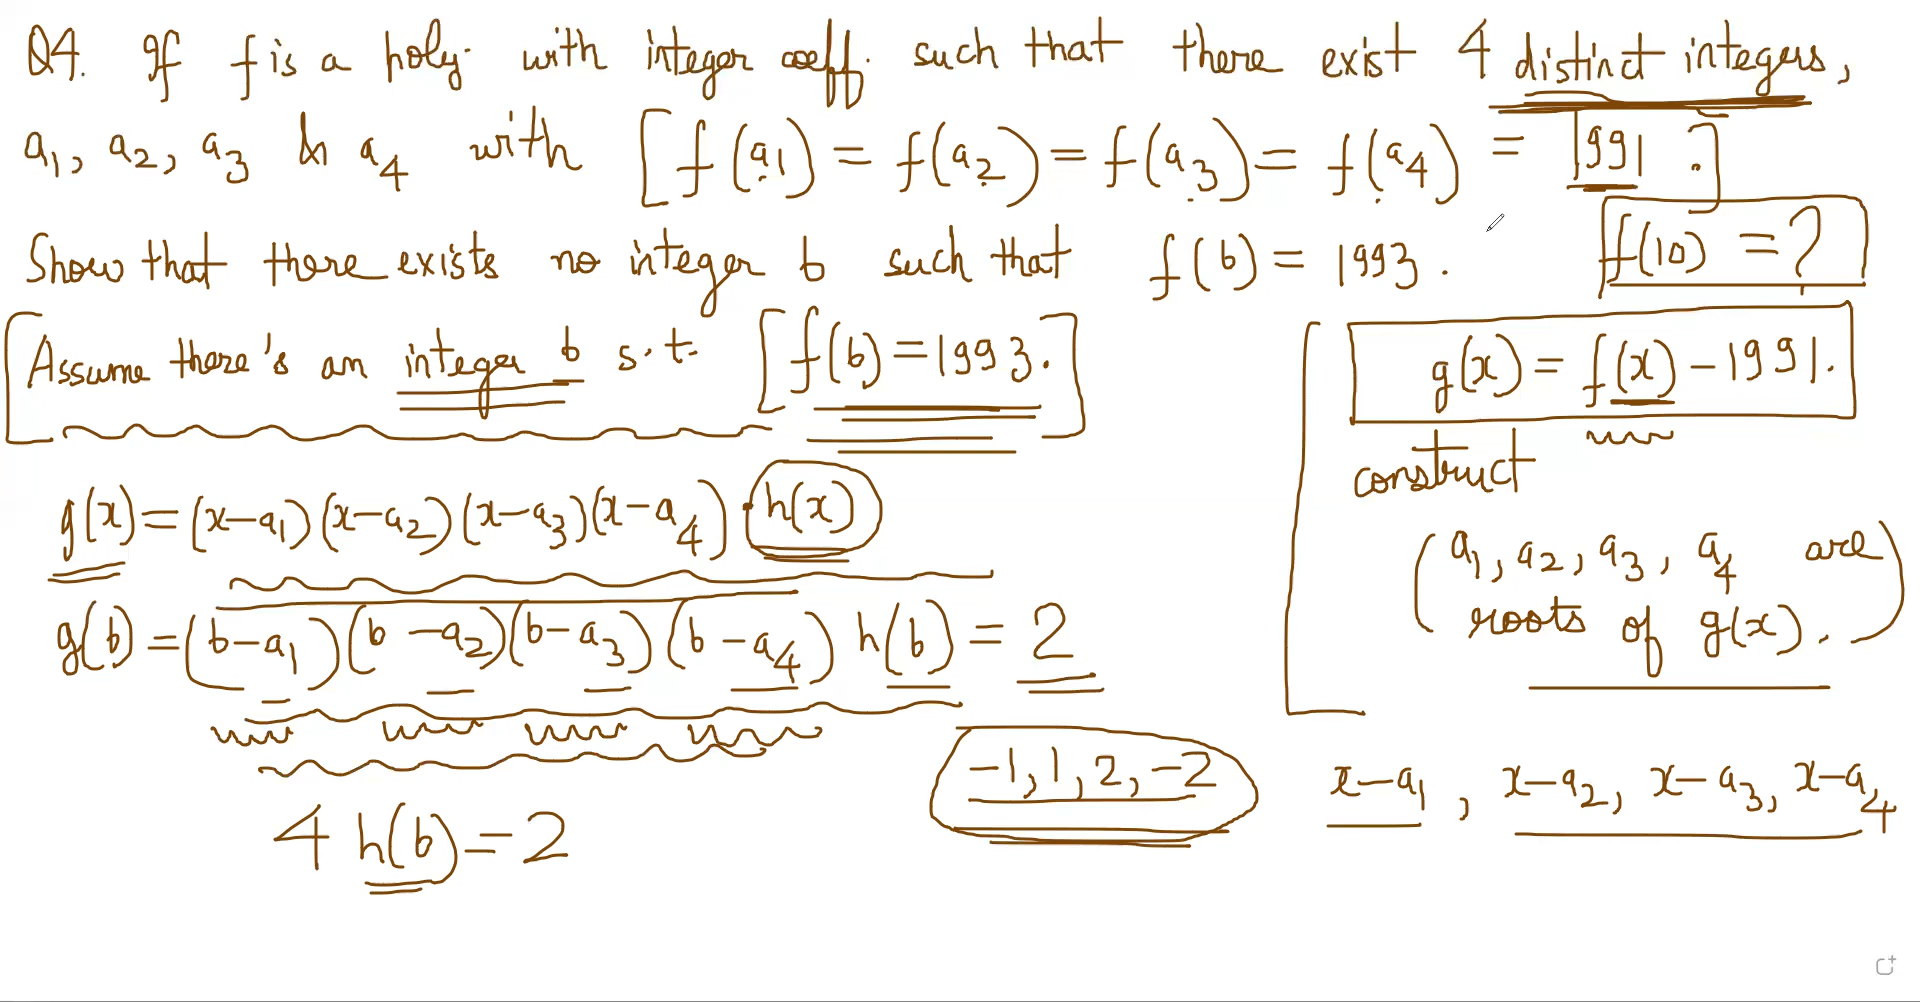 Q4. If f is a poly. with integer coeff. such that there exist 4 distinct integers,
a₁, a₂, a₃ & a₄ with [f(a₁) = f(a₂) = f(a₃) = f(a₄) = 1991.]
Show that there exists no integer b such that f(b) = 1993.
f(10) = ?
[Assume there's an integer b s.t. [f(b) = 1993.]]
g(x) = f(x) - 1991.
construct
(a₁, a₂, a₃, a₄ are
roots of g(x).)
g(x) = (x-a₁)(x-a₂)(x-a₃)(x-a₄)·h(x)
g(b) = (b-a₁)(b-a₂)(b-a₃)(b-a₄) h(b) = 2
-1, 1, 2, -2
x-a₁, x-a₂, x-a₃, x-a₄
4 h(b) = 2